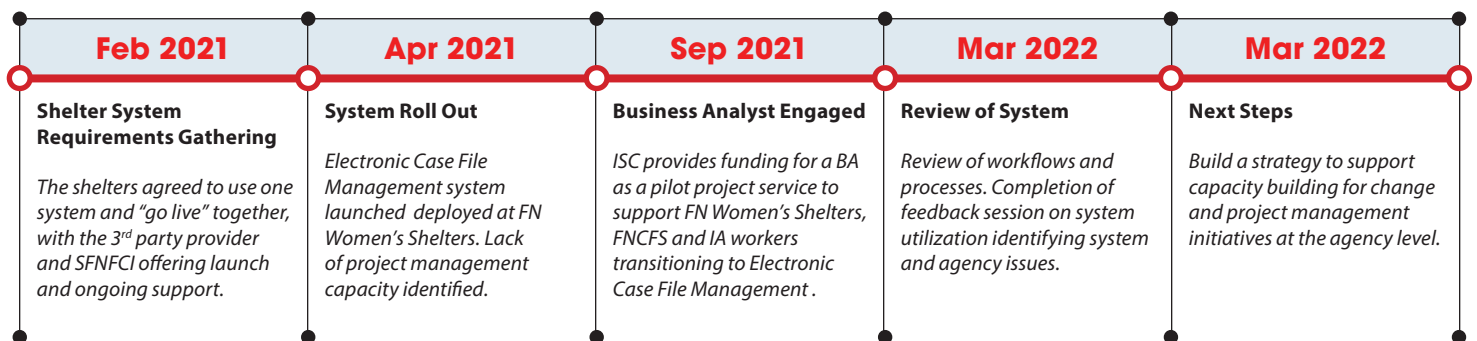 Feb 2021
Apr 2021
Sep 2021
Mar 2022
Mar 2022
Shelter System
Requirements Gathering
The shelters agreed to use one
system and “go live” together,
with the 3rd party provider
and SFNFCI offering launch
and ongoing support.
System Roll Out
Electronic Case File
Management system
launched deployed at FN
Women’s Shelters. Lack
of project management
capacity identified.
Business Analyst Engaged
ISC provides funding for a BA
as a pilot project service to
support FN Women’s Shelters,
FNCFS and IA workers
transitioning to Electronic
Case File Management .
Review of System
Review of workflows and
processes. Completion of
feedback session on system
utilization identifying system
and agency issues.
Next Steps
Build a strategy to support
capacity building for change
and project management
initiatives at the agency level.